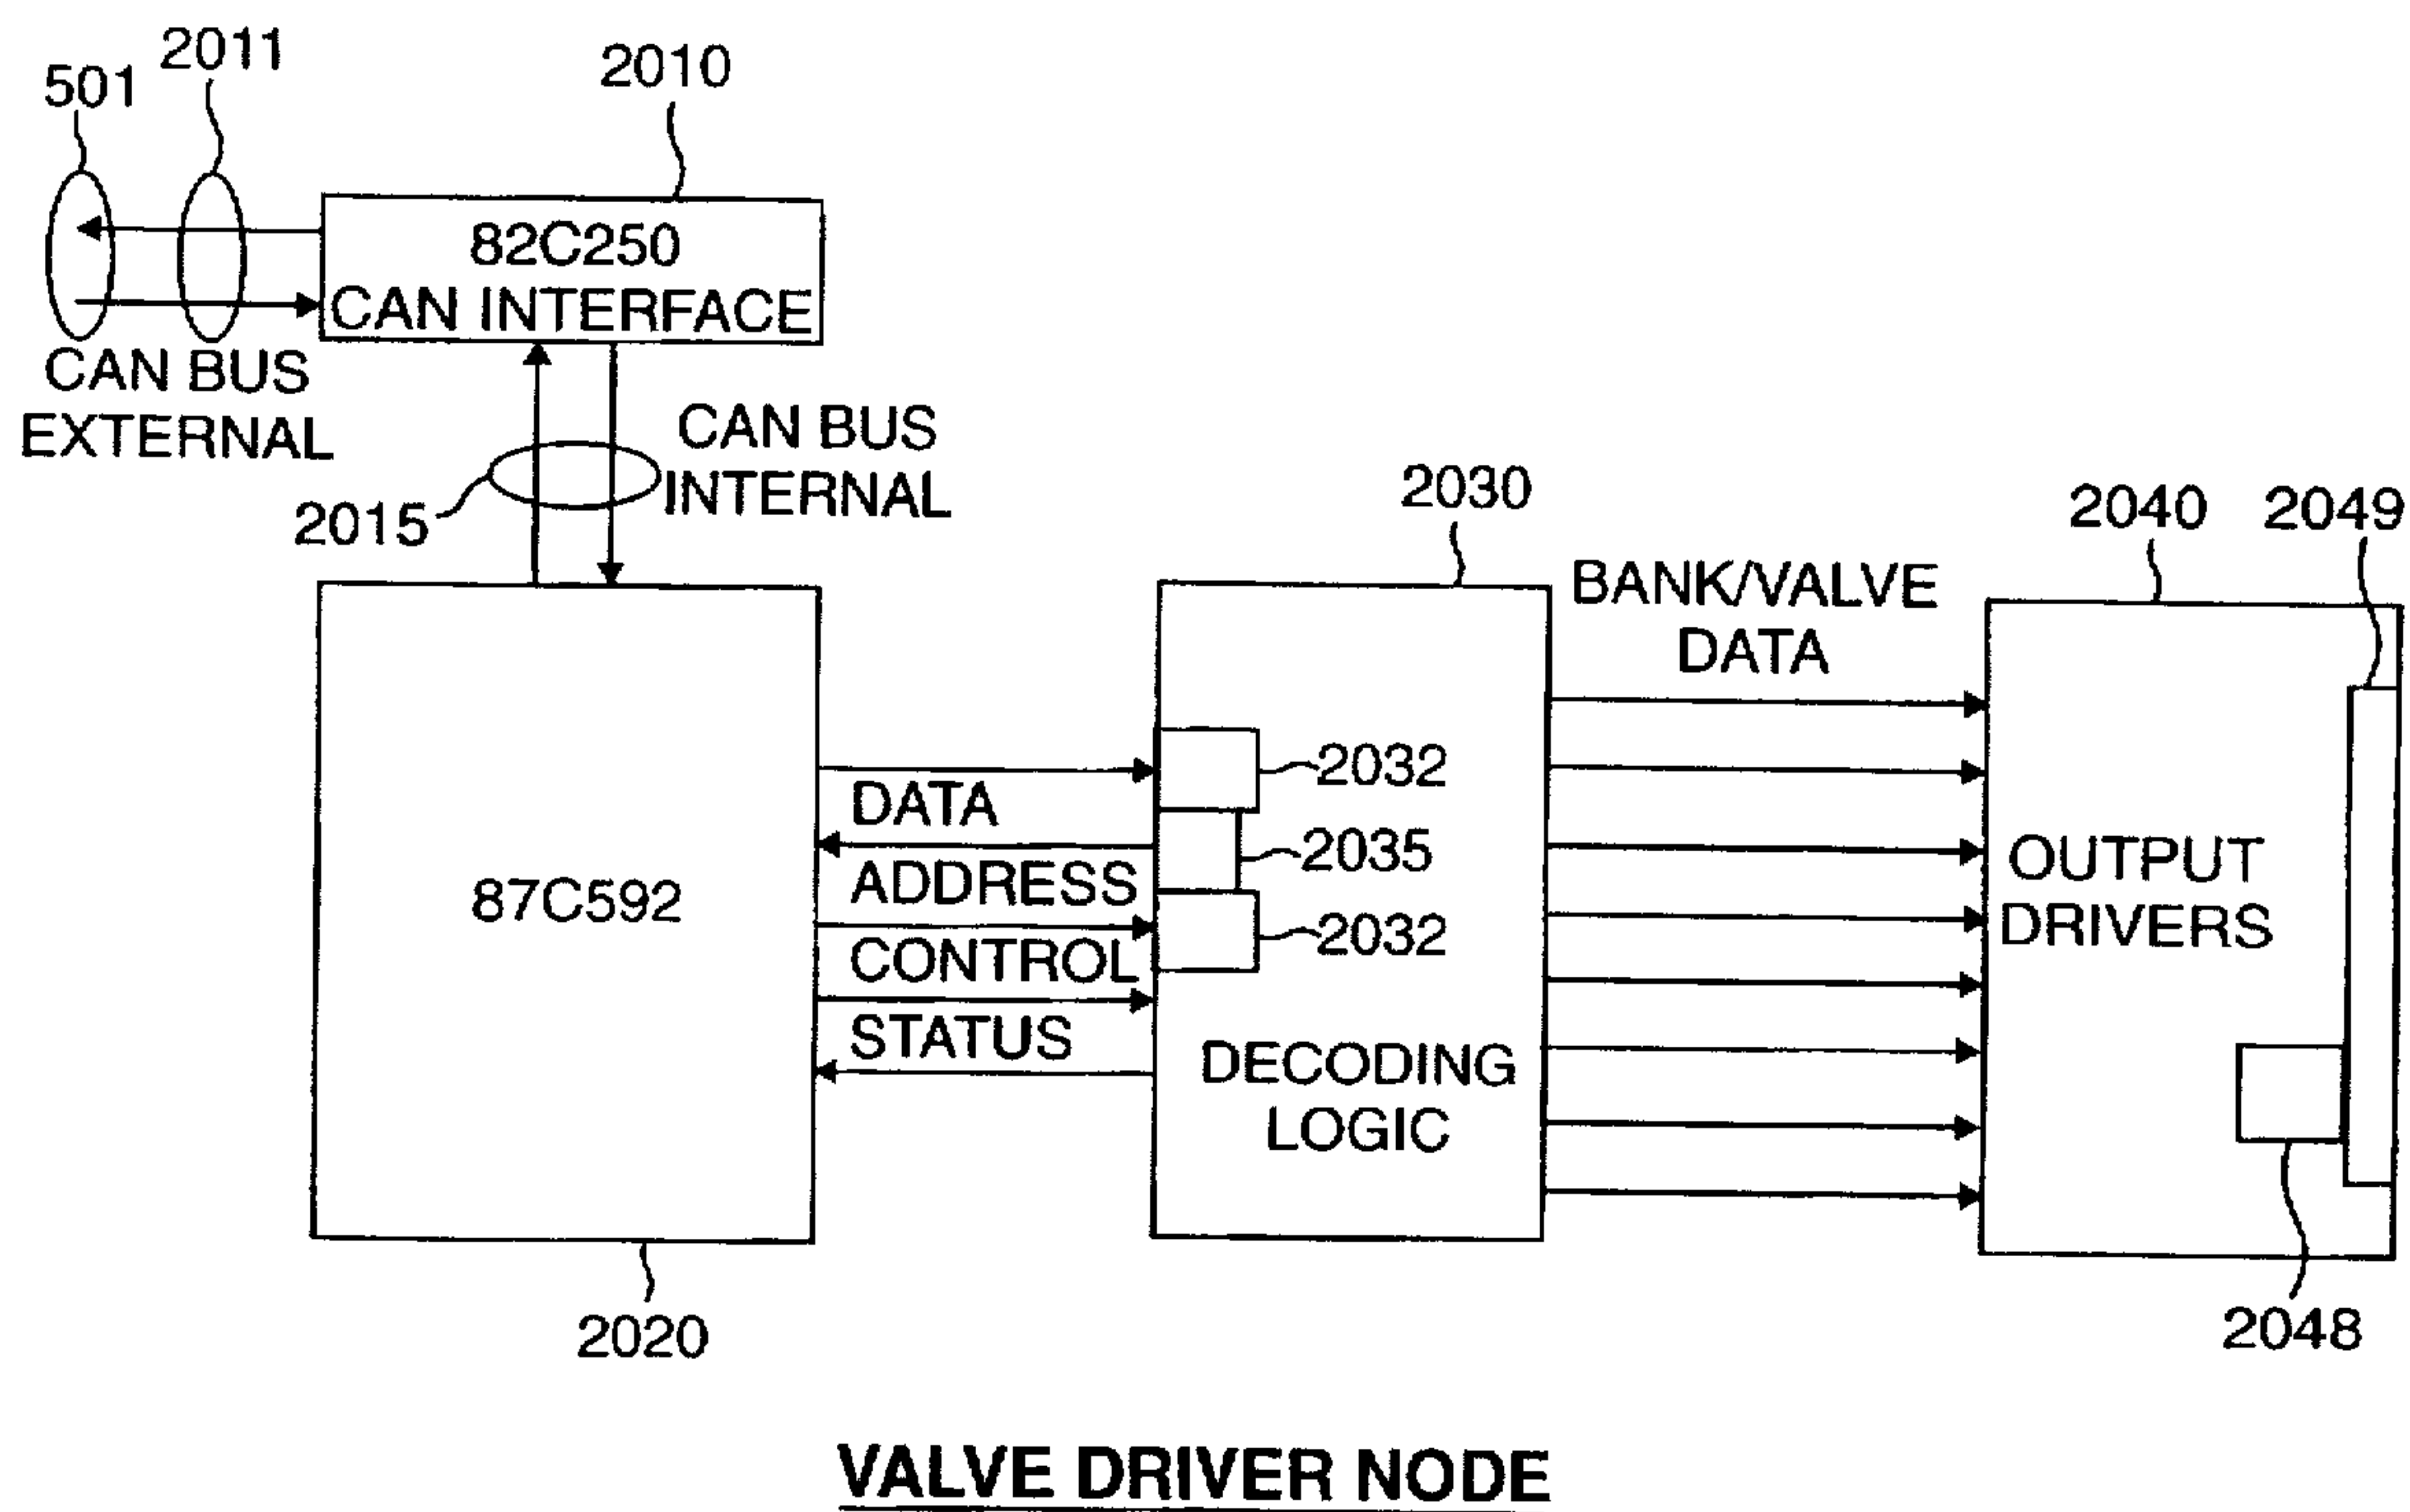 501
2011
2010
82C250
CAN INTERFACE
CAN BUS
EXTERNAL
CAN BUS
INTERNAL
2015
2030
2040
2049
BANK/VALVE
DATA
87C592
DATA
ADDRESS
CONTROL
STATUS
2032
2035
2032
DECODING
LOGIC
OUTPUT
DRIVERS
2020
2048
VALVE DRIVER NODE